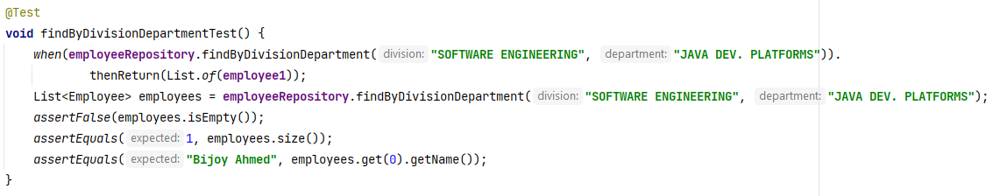 @Test
void findByDivisionDepartmentTest() {
when(employeeRepository.findByDivisionDepartment( division: "SOFTWARE ENGINEERING", department: "JAVA DEV. PLATFORMS")).
thenReturn(List.of(employee1));
List<Employee> employees = employeeRepository.findByDivisionDepartment( division: "SOFTWARE ENGINEERING", department: "JAVA DEV. PLATFORMS");
assertFalse(employees.isEmpty());
assertEquals( expected: 1, employees.size());
assertEquals( expected: "Bijoy Ahmed", employees.get(0).getName());
}